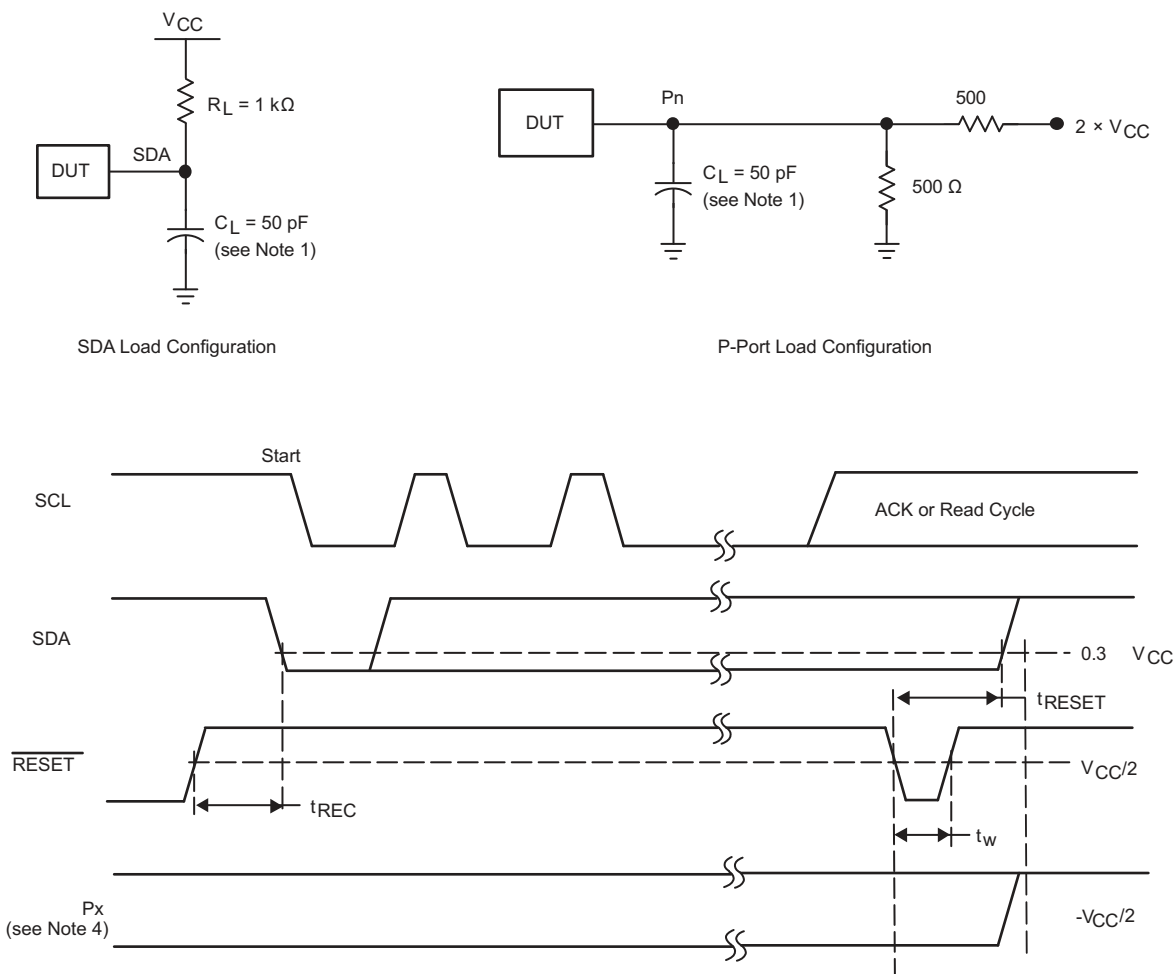 VCC
RL = 1 kΩ
DUT
SDA
CL = 50 pF
(see Note 1)
SDA Load Configuration
DUT
Pn
500
2 × VCC
CL = 50 pF
(see Note 1)
500 Ω
P-Port Load Configuration
Start
SCL
ACK or Read Cycle
SDA
0.3 VCC
tRESET
RESET
VCC/2
tREC
tw
Px
(see Note 4)
-VCC/2